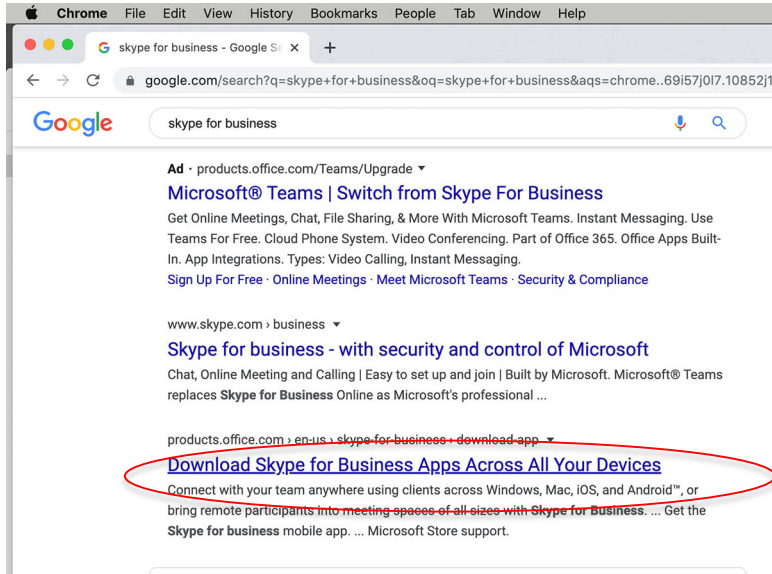 Chrome File Edit View History Bookmarks People Tab Window Help
skype for business - Google Se
google.com/search?q=skype+for+business&oq=skype+for+business&aqs=chrome..69i57j0l7.10852j1
Google skype for business
Ad · products.office.com/Teams/Upgrade
Microsoft® Teams | Switch from Skype For Business
Get Online Meetings, Chat, File Sharing, & More With Microsoft Teams. Instant Messaging. Use
Teams For Free. Cloud Phone System. Video Conferencing. Part of Office 365. Office Apps Built-
In. App Integrations. Types: Video Calling, Instant Messaging.
Sign Up For Free · Online Meetings · Meet Microsoft Teams · Security & Compliance
www.skype.com › business
Skype for business - with security and control of Microsoft
Chat, Online Meeting and Calling | Easy to set up and join | Built by Microsoft. Microsoft® Teams
replaces Skype for Business Online as Microsoft's professional ...
products.office.com › en-us › skype-for-business › download-app
Download Skype for Business Apps Across All Your Devices
Connect with your team anywhere using clients across Windows, Mac, iOS, and Android™, or
bring remote participants into meeting spaces of all sizes with Skype for Business. ... Get the
Skype for business mobile app. ... Microsoft Store support.